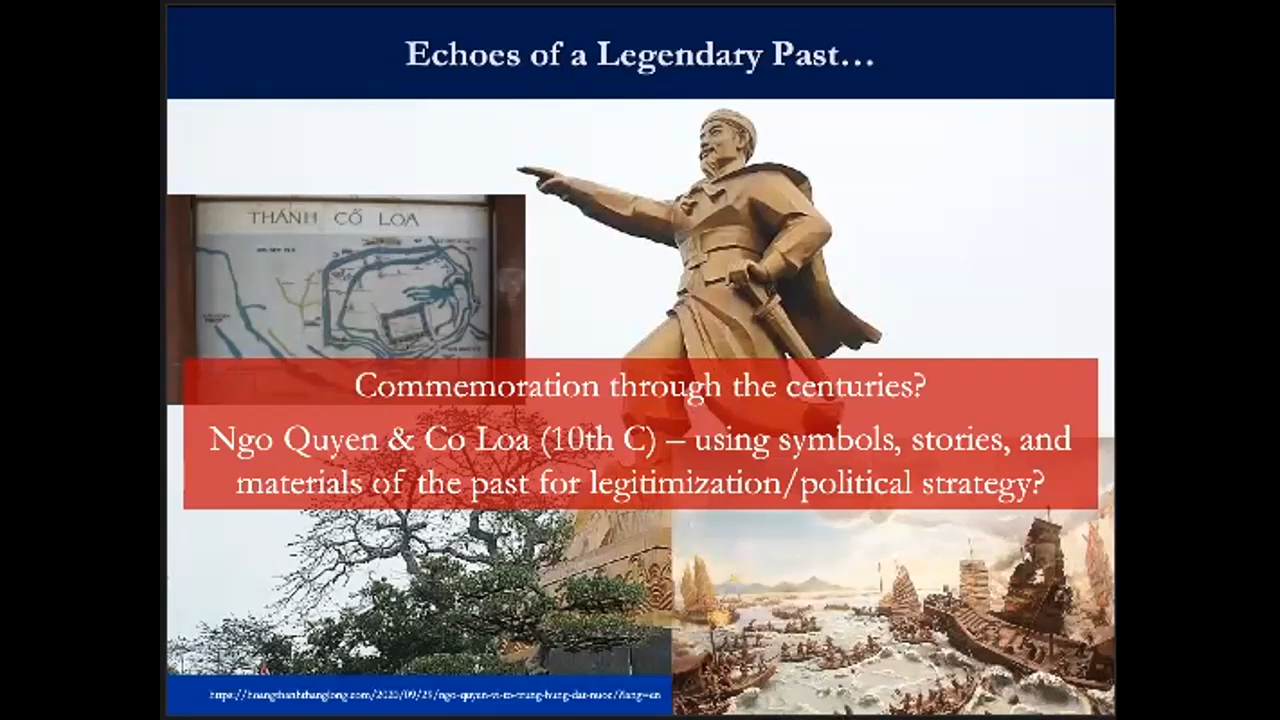 Echoes of a Legendary Past…
THÀNH CỔ LOA
Commemoration through the centuries?
Ngo Quyen & Co Loa (10th C) – using symbols, stories, and
materials of the past for legitimization/political strategy?